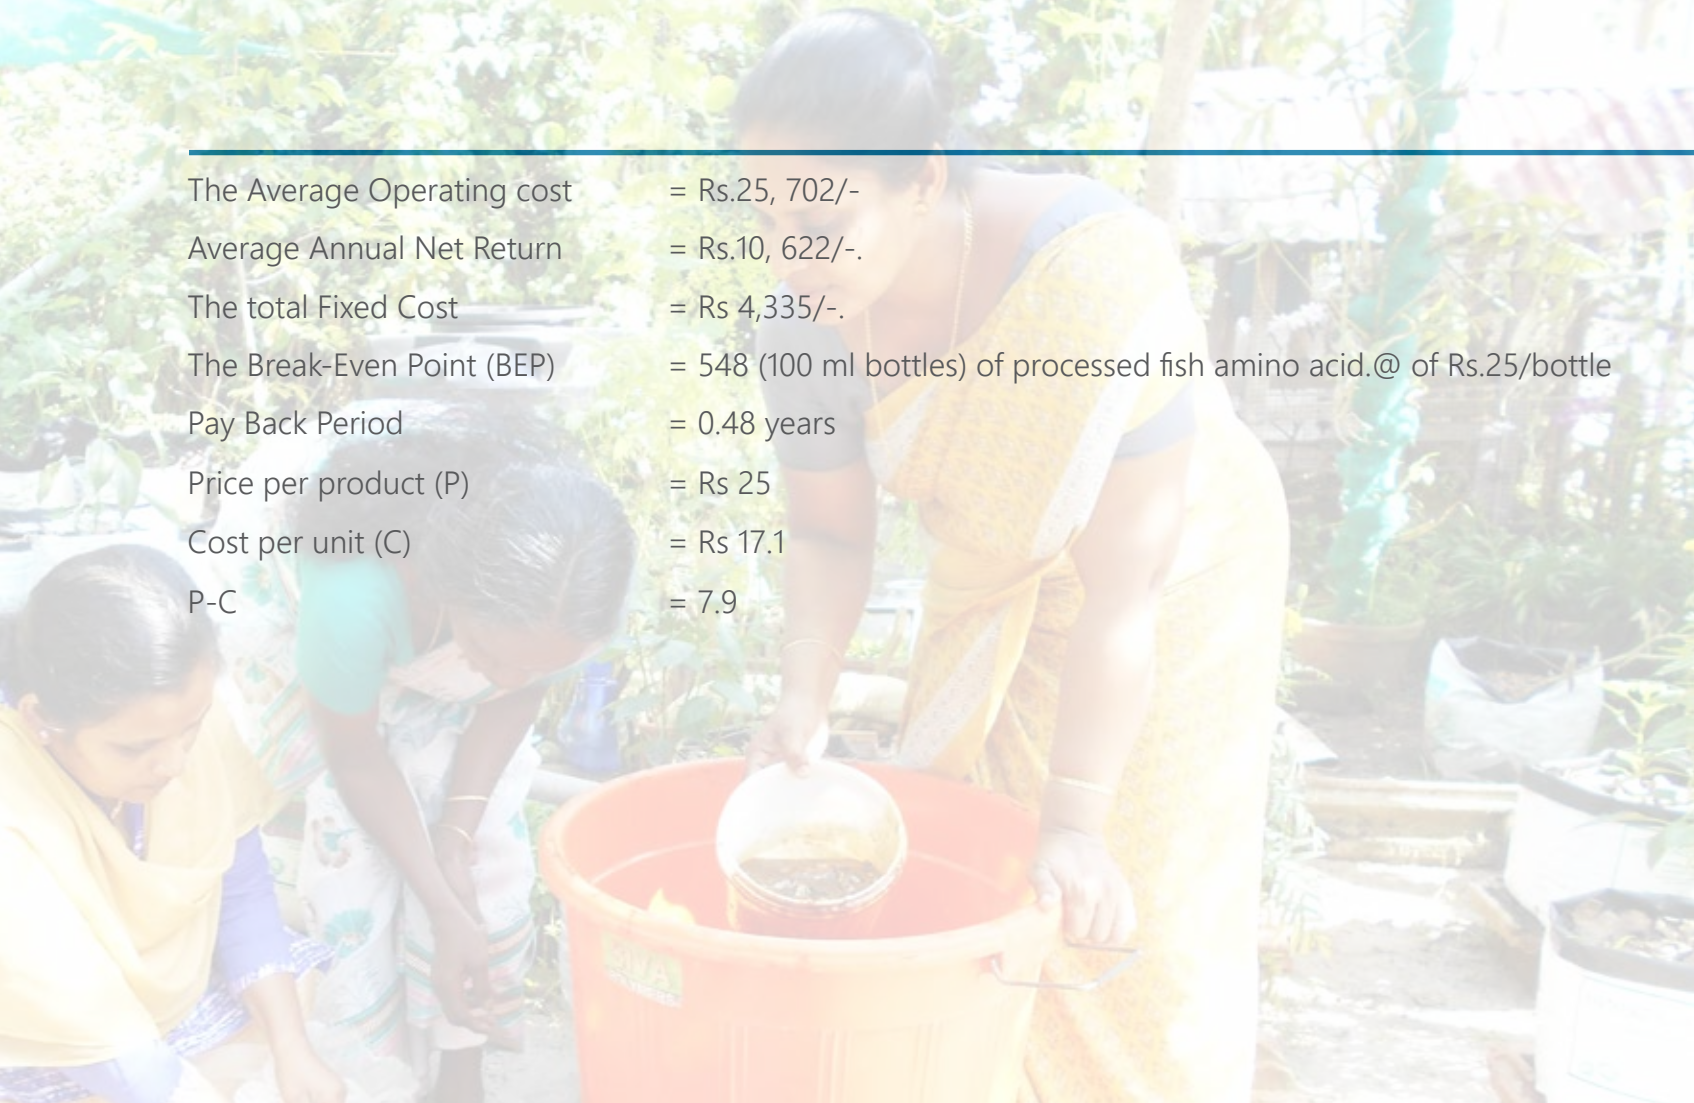 The Average Operating cost = Rs.25, 702/-
Average Annual Net Return = Rs.10, 622/-.
The total Fixed Cost = Rs 4,335/-.
The Break-Even Point (BEP) = 548 (100 ml bottles) of processed fish amino acid.@ of Rs.25/bottle
Pay Back Period = 0.48 years
Price per product (P) = Rs 25
Cost per unit (C) = Rs 17.1
P-C = 7.9